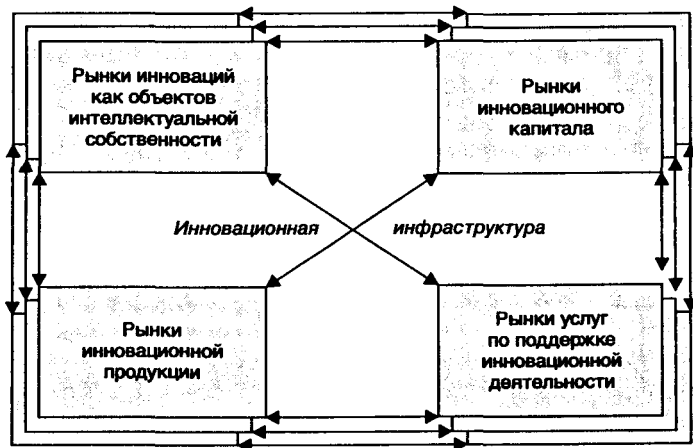 Рынки инноваций
как объектов
интеллектуальной
собственности
Рынки
инновационного
капитала
Инновационная инфраструктура
Рынки
инновационной
продукции
Рынки услуг
по поддержке
инновационной
деятельности